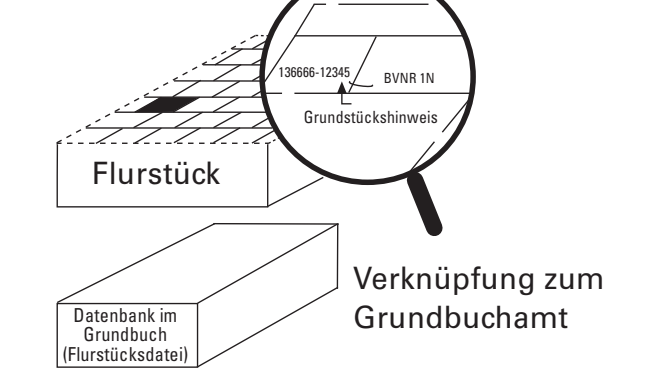 136666-12345
BVNR 1N
Grundstückshinweis
Flurstück
Datenbank im
Grundbuch
(Flurstücksdatei)
Verknüpfung zum
Grundbuchamt